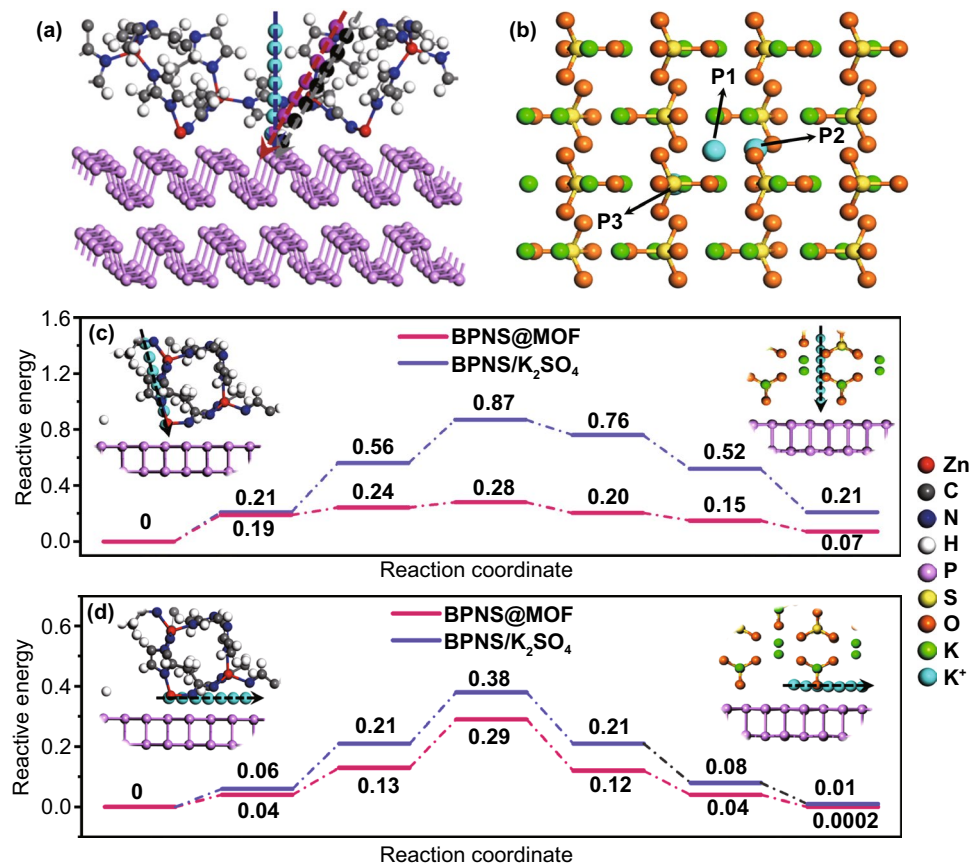 (a)
(b)
P1
P2
P3
1.6
1.2
0.8
0.4
0.0
Reactive energy
(c)
BPNS@MOF
BPNS/K₂SO₄
0
0.21
0.19
0.56
0.24
0.87
0.28
0.76
0.20
0.52
0.15
0.21
0.07
Reaction coordinate
0.6
0.4
0.2
0.0
Reactive energy
(d)
BPNS@MOF
BPNS/K₂SO₄
0
0.06
0.04
0.21
0.13
0.38
0.29
0.21
0.12
0.08
0.04
0.01
0.0002
Reaction coordinate
Zn
C
N
H
P
S
O
K
K⁺